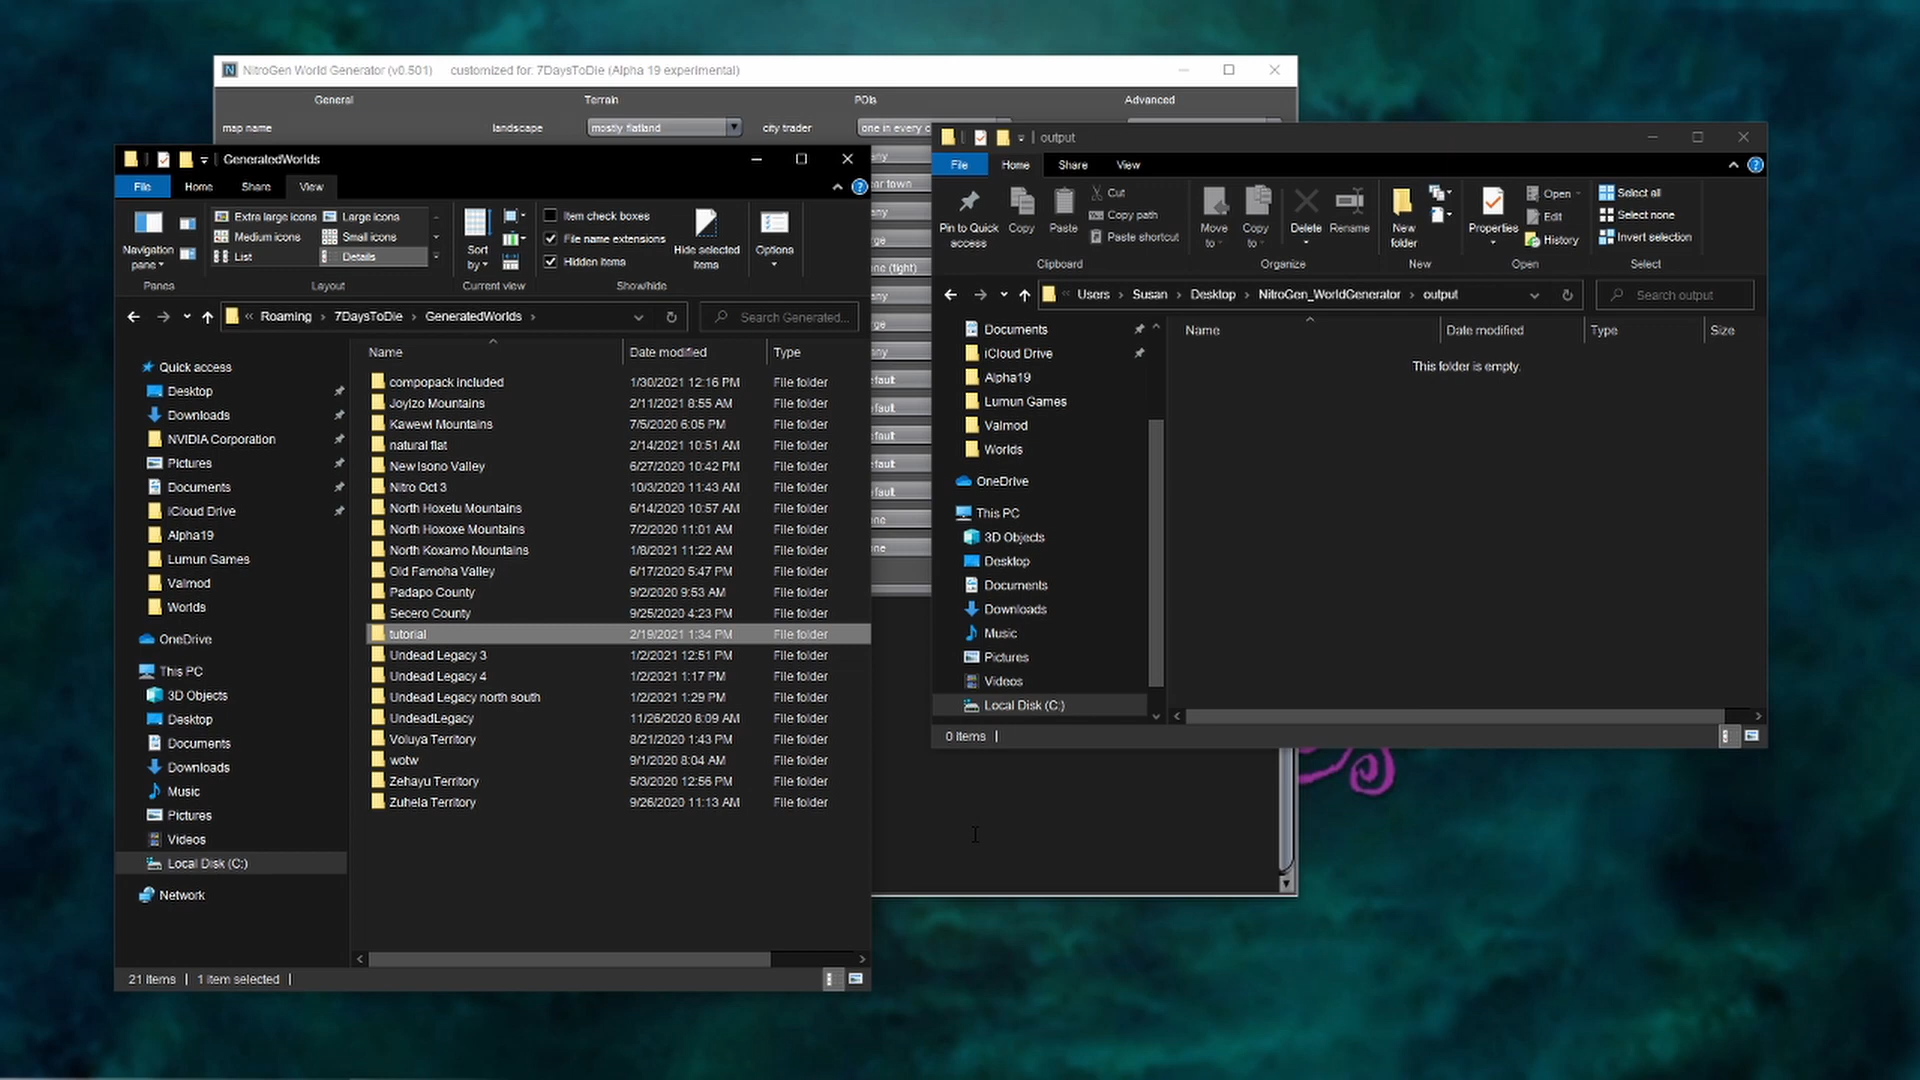 NitroGen World Generator (v0.501) customized for: 7DaysToDie (Alpha 19 experimental)
General Terrain POIs Advanced
map name landscape mostly flatland city trader one in every c
GeneratedWorlds
File Home Share View
Navigation pane
Extra large icons Large icons
Medium icons Small icons
List Details
Sort by
Item check boxes
File name extensions
Hidden items
Hide selected items
Options
Panes Layout Current view Show/hide
« Roaming > 7DaysToDie > GeneratedWorlds >
Search Generated...
Quick access
Desktop
Downloads
NVIDIA Corporation
Pictures
Documents
iCloud Drive
Alpha19
Lumun Games
Valmod
Worlds
OneDrive
This PC
3D Objects
Desktop
Documents
Downloads
Music
Pictures
Videos
Local Disk (C:)
Network
Name Date modified Type
compopack included 1/30/2021 12:16 PM File folder
Joyizo Mountains 2/11/2021 8:55 AM File folder
Kawewi Mountains 7/5/2020 6:05 PM File folder
natural flat 2/14/2021 10:51 AM File folder
New Isono Valley 6/27/2020 10:42 PM File folder
Nitro Oct 3 10/3/2020 11:43 AM File folder
North Hoxetu Mountains 6/14/2020 10:57 AM File folder
North Hoxoxe Mountains 7/2/2020 11:01 AM File folder
North Koxamo Mountains 1/8/2021 11:22 AM File folder
Old Famoha Valley 6/17/2020 5:47 PM File folder
Padapo County 9/2/2020 9:53 AM File folder
Secero County 9/25/2020 4:23 PM File folder
tutorial 2/19/2021 1:34 PM File folder
Undead Legacy 3 1/2/2021 12:51 PM File folder
Undead Legacy 4 1/2/2021 1:17 PM File folder
Undead Legacy north south 1/2/2021 1:29 PM File folder
UndeadLegacy 11/26/2020 8:09 AM File folder
Voluya Territory 8/21/2020 1:43 PM File folder
wotw 9/1/2020 8:04 AM File folder
Zehayu Territory 5/3/2020 12:56 PM File folder
Zuhela Territory 9/26/2020 11:13 AM File folder
21 items 1 item selected
output
File Home Share View
Pin to Quick access
Copy
Paste
Cut
Copy path
Paste shortcut
Move to
Copy to
Delete
Rename
New folder
Properties
Open
Edit
History
Select all
Select none
Invert selection
Clipboard Organize New Open Select
« Users > Susan > Desktop > NitroGen_WorldGenerator > output
Search output
Documents
iCloud Drive
Alpha19
Lumun Games
Valmod
Worlds
OneDrive
This PC
3D Objects
Desktop
Documents
Downloads
Music
Pictures
Videos
Local Disk (C:)
Name Date modified Type Size
This folder is empty.
0 items